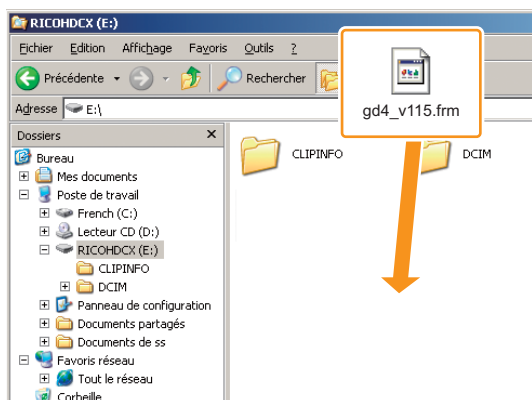 RICOHDCX (E:)
Fichier Edition Affichage Favoris Outils ?
Précédente Rechercher
gd4_v115.frm
Adresse E:\
Dossiers x
CLIPINFO DCIM
Bureau
Mes documents
Poste de travail
French (C:)
Lecteur CD (D:)
RICOHDCX (E:)
CLIPINFO
DCIM
Panneau de configuration
Documents partagés
Documents de ss
Favoris réseau
Tout le réseau
Corbeille